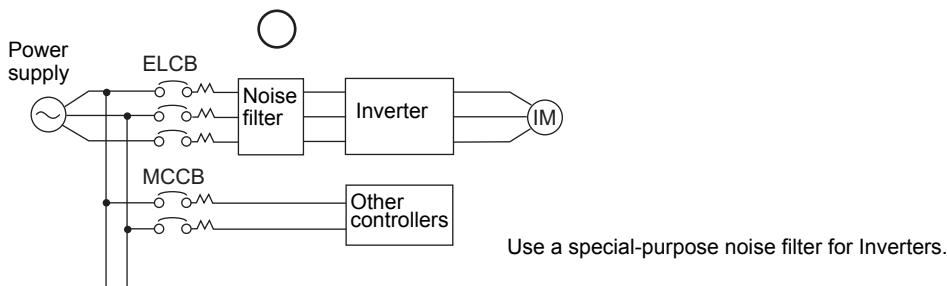 Power
supply
ELCB
Noise
filter
Inverter
IM
MCCB
Other
controllers
Use a special-purpose noise filter for Inverters.